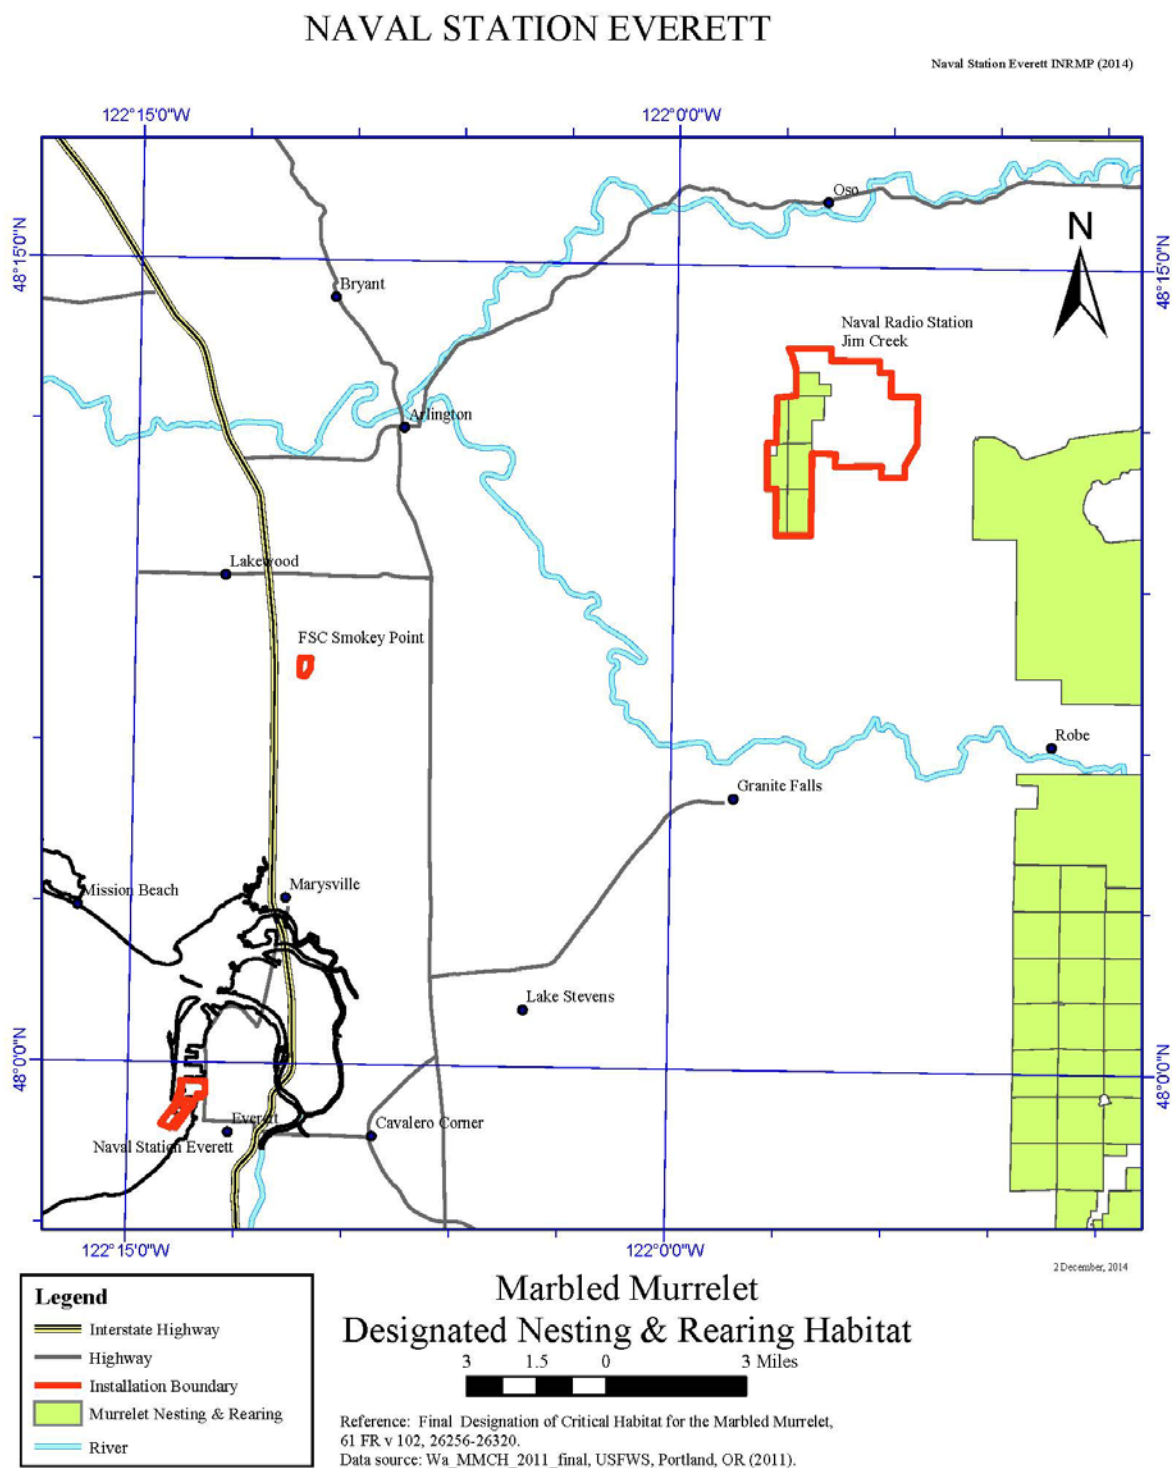 NAVAL STATION EVERETT
Naval Station Everett INRMP (2014)
122°15'0"W
122°0'0"W
Oso
N
48°15'0"N
48°15'0"N
Bryant
Naval Radio Station
Jim Creek
Arlington
Lakewood
FSC Smokey Point
Robe
Granite Falls
Marysville
Mission Beach
Lake Stevens
48°0'0"N
48°0'0"N
Everett
Cavalero Corner
Naval Station Everett
122°15'0"W
122°0'0"W
2 December, 2014
Legend
Interstate Highway
Highway
Installation Boundary
Murrelet Nesting & Rearing
River
Marbled Murrelet
Designated Nesting & Rearing Habitat
3 1.5 0 3 Miles
Reference: Final Designation of Critical Habitat for the Marbled Murrelet,
61 FR v 102, 26256-26320.
Data source: Wa_MMCH_2011_final, USFWS, Portland, OR (2011).